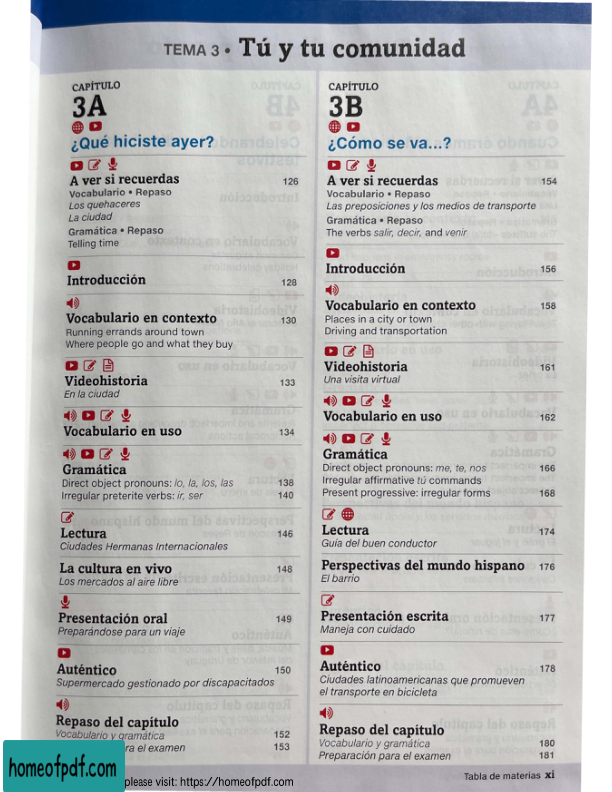 TEMA 3 • Tú y tu comunidad
CAPÍTULO
3A
¿Qué hiciste ayer?
A ver si recuerdas 126
Vocabulario • Repaso
Los quehaceres
La ciudad
Gramática • Repaso
Telling time
Introducción 128
Vocabulario en contexto 130
Running errands around town
Where people go and what they buy
Videohistoria 133
En la ciudad
Vocabulario en uso 134
Gramática
Direct object pronouns: lo, la, los, las 138
Irregular preterite verbs: ir, ser 140
Lectura 146
Ciudades Hermanas Internacionales
La cultura en vivo 148
Los mercados al aire libre
Presentación oral 149
Preparándose para un viaje
Auténtico 150
Supermercado gestionado por discapacitados
Repaso del capítulo
Vocabulario y gramática 152
para el examen 153
CAPÍTULO
3B
¿Cómo se va...?
A ver si recuerdas 154
Vocabulario • Repaso
Las preposiciones y los medios de transporte
Gramática • Repaso
The verbs salir, decir, and venir
Introducción 156
Vocabulario en contexto 158
Places in a city or town
Driving and transportation
Videohistoria 161
Una visita virtual
Vocabulario en uso 162
Gramática
Direct object pronouns: me, te, nos 166
Irregular affirmative tú commands
Present progressive: irregular forms 168
Lectura 174
Guía del buen conductor
Perspectivas del mundo hispano 176
El barrio
Presentación escrita 177
Maneja con cuidado
Auténtico 178
Ciudades latinoamericanas que promueven
el transporte en bicicleta
Repaso del capítulo
Vocabulario y gramática 180
Preparación para el examen 181
Tabla de materias xi
homeofpdf.com
please visit: https://homeofpdf.com